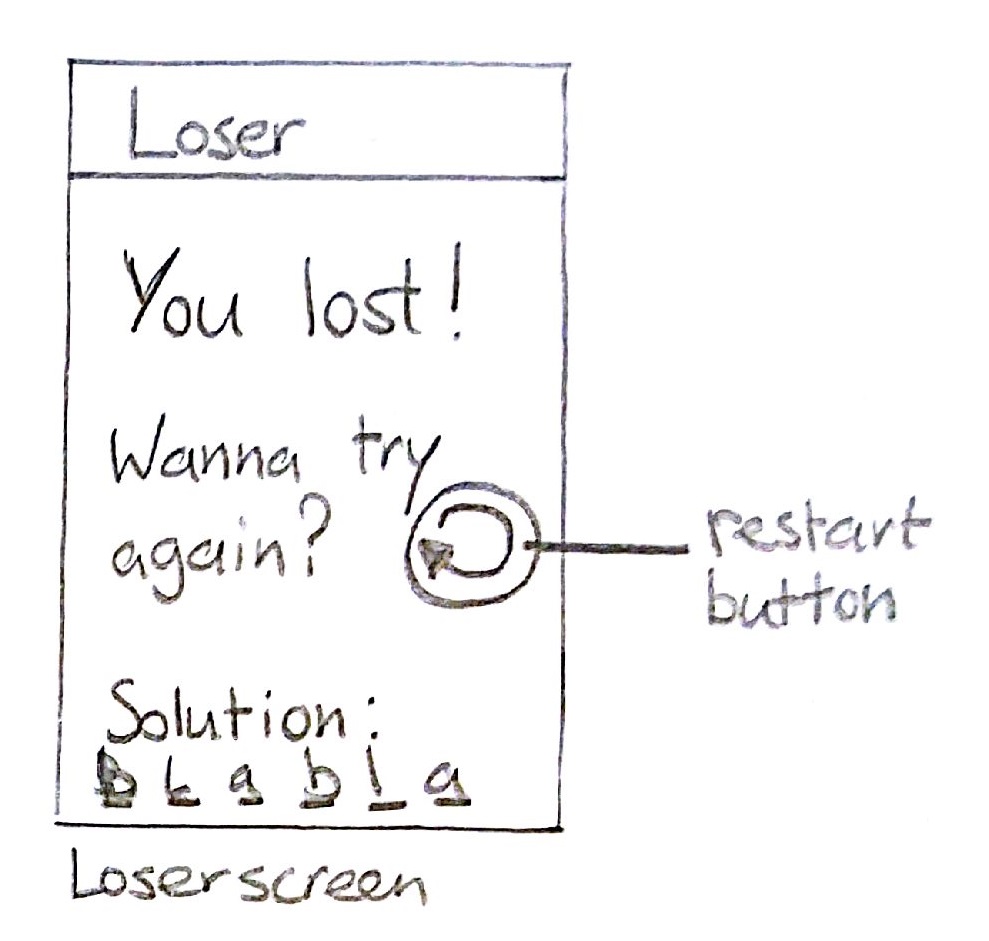 Loser
You lost!
Wanna try
again?
restart
button
Solution:
b l a b l a
Loserscreen